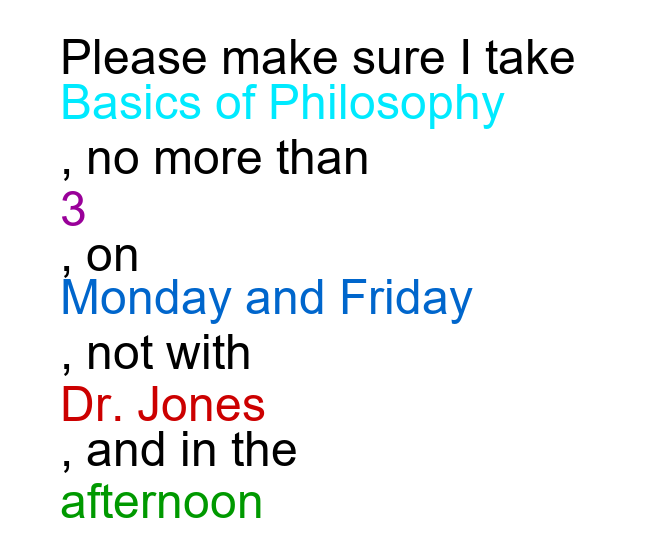 Please make sure I take
Basics of Philosophy
, no more than
3
, on
Monday and Friday
, not with
Dr. Jones
, and in the
afternoon